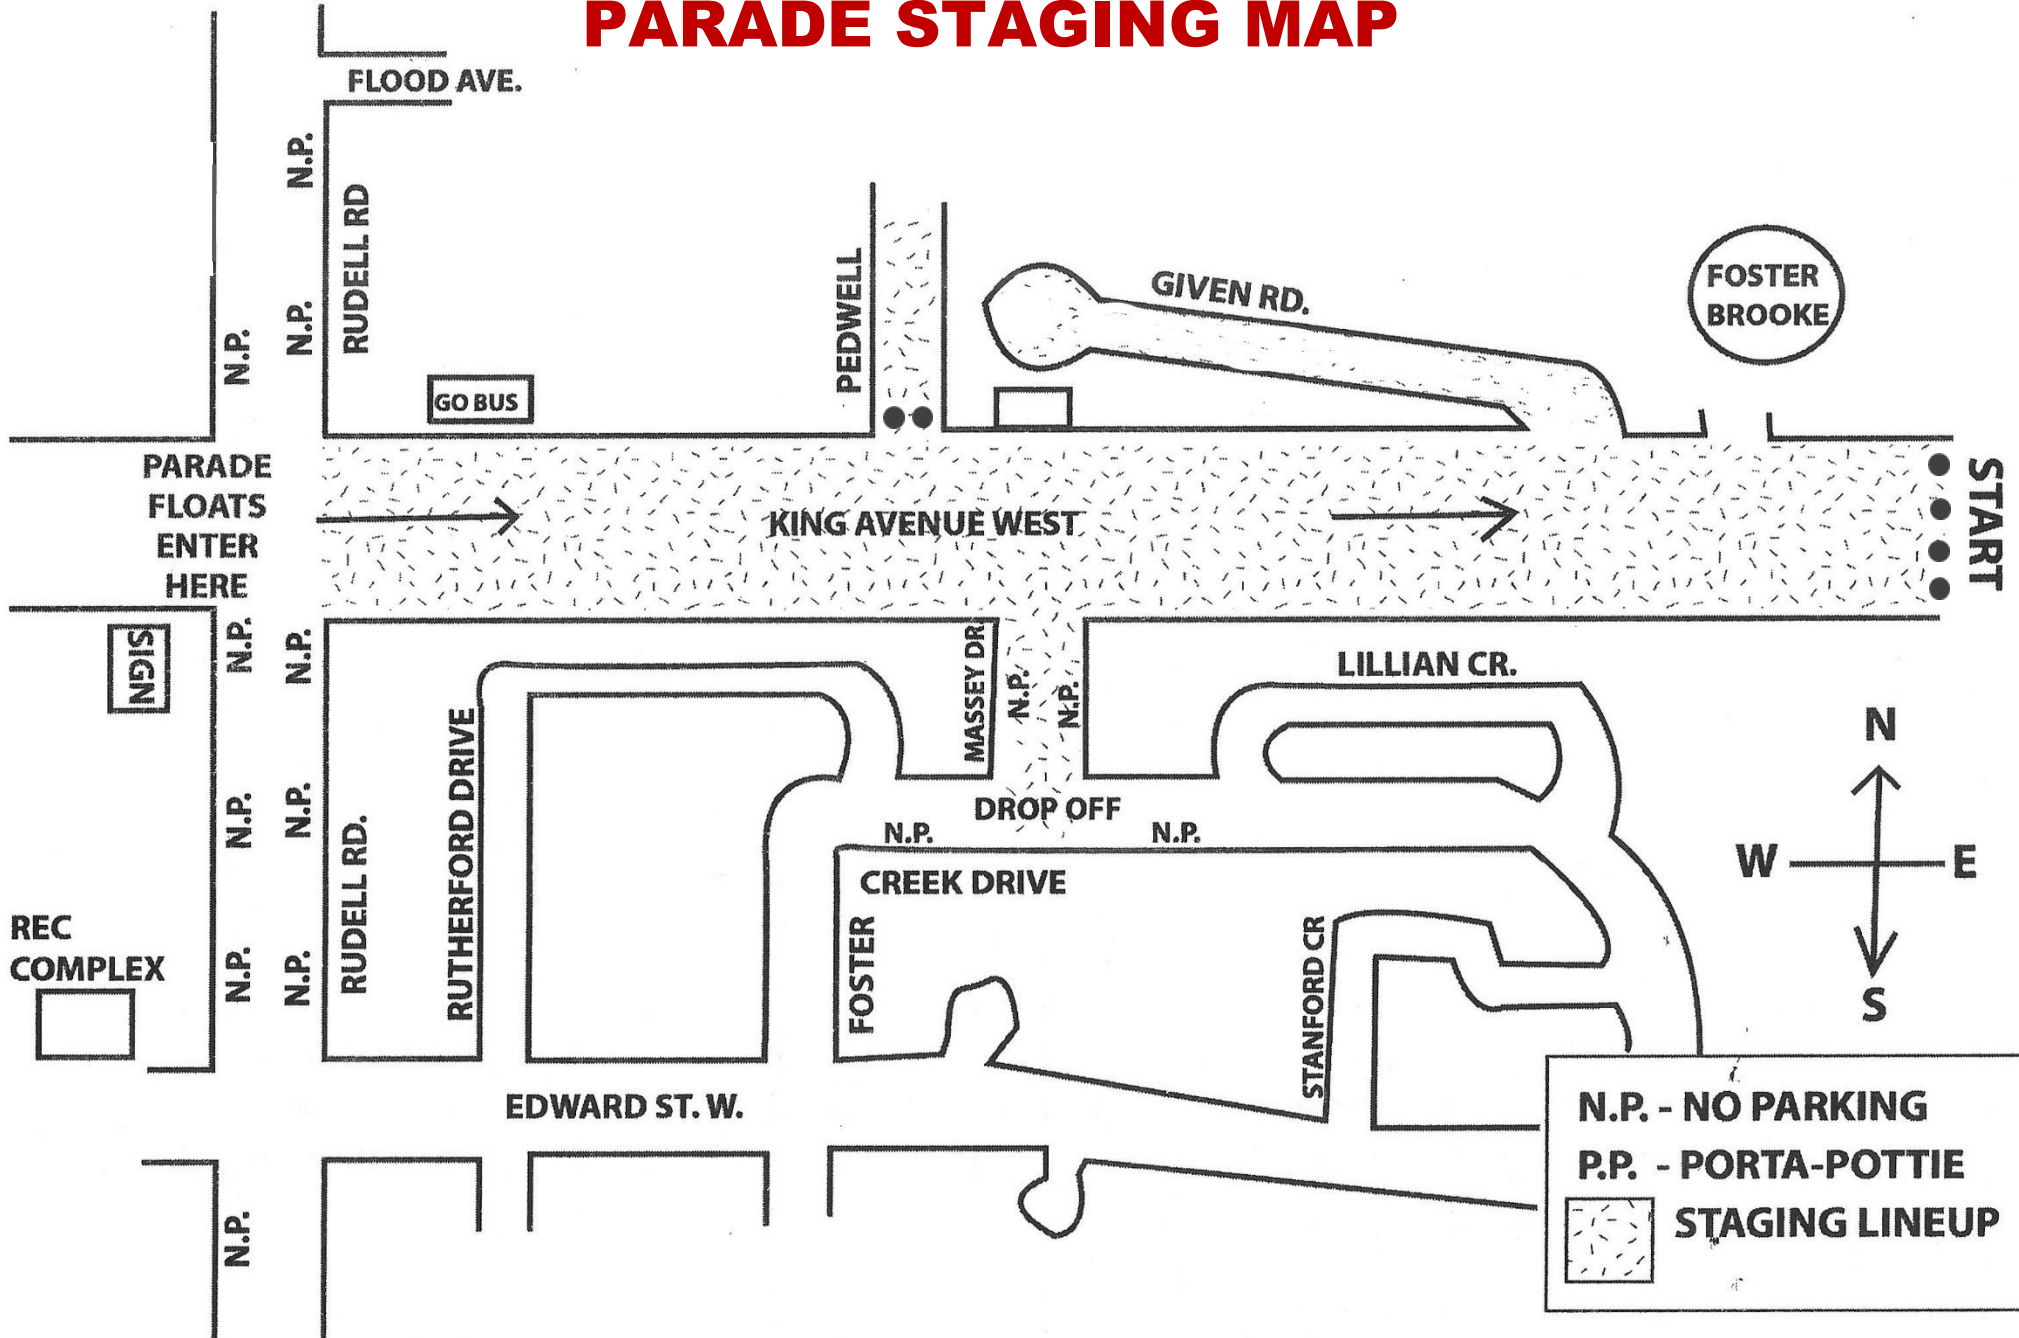 PARADE STAGING MAP
FLOOD AVE.
N.P.
RUDELL RD
N.P.
N.P.
GO BUS
PEDWELL
GIVEN RD.
FOSTER
BROOKE
PARADE
FLOATS
ENTER
HERE
KING AVENUE WEST
START
SIGN
N.P.
N.P.
MASSEY DR.
N.P.
N.P.
LILLIAN CR.
RUTHERFORD DRIVE
N.P.
N.P.
RUDELL RD.
DROP OFF
N.P.
N.P.
CREEK DRIVE
FOSTER
STANFORD CR
N
W
E
S
REC
COMPLEX
N.P.
N.P.
EDWARD ST. W.
N.P.
N.P. - NO PARKING
P.P. - PORTA-POTTIE
STAGING LINEUP